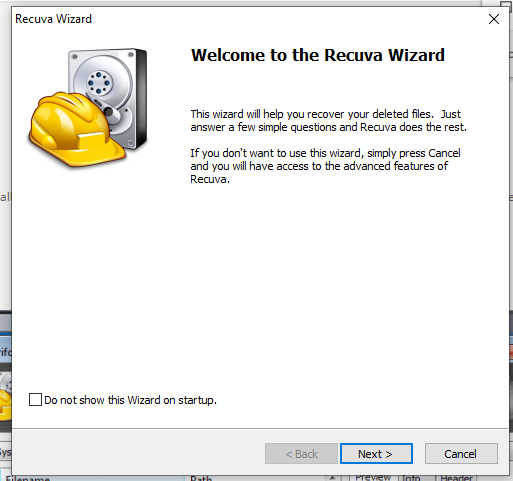 Recuva Wizard
Welcome to the Recuva Wizard
This wizard will help you recover your deleted files.  Just
answer a few simple questions and Recuva does the rest.
If you don't want to use this wizard, simply press Cancel
and you will have access to the advanced features of
Recuva.
Do not show this Wizard on startup.
< Back
Next >
Cancel
Filename
Path
Preview
Info
Header